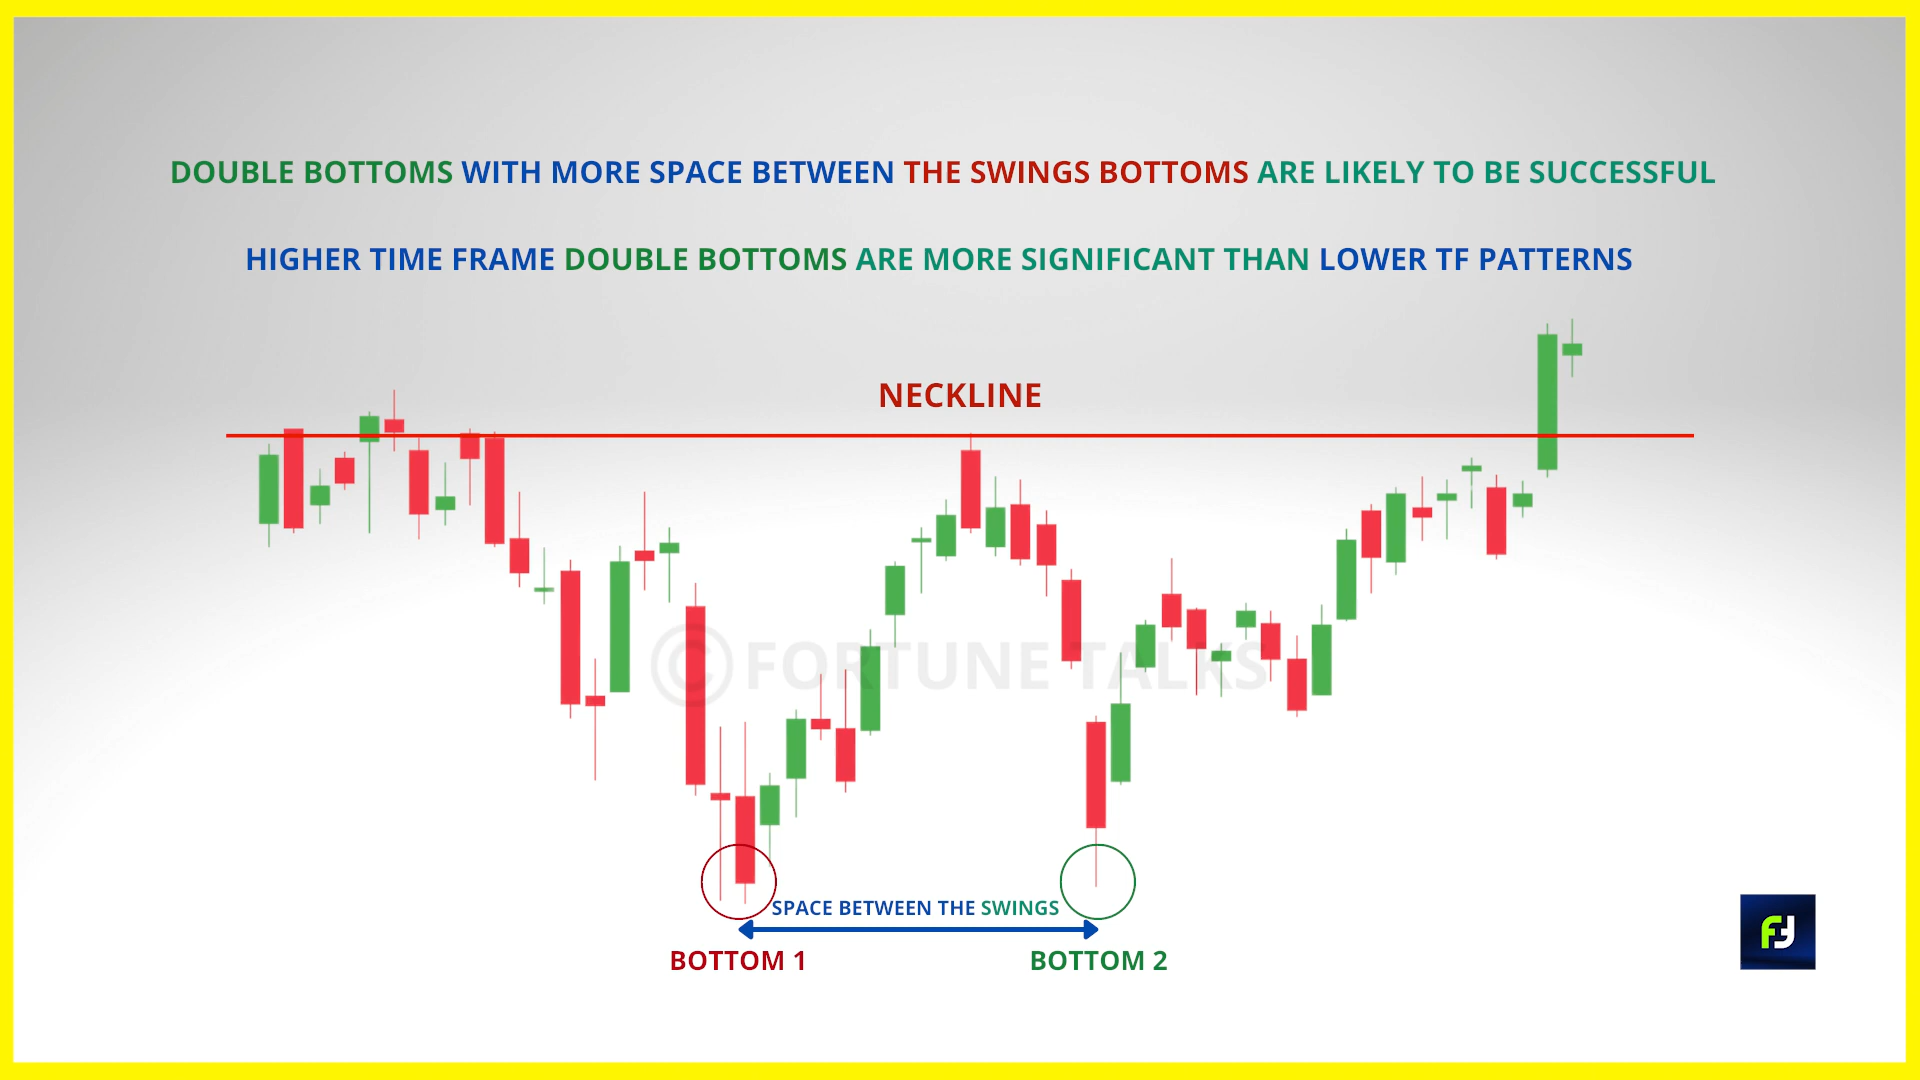 DOUBLE BOTTOMS WITH MORE SPACE BETWEEN THE SWINGS BOTTOMS ARE LIKELY TO BE SUCCESSFUL
HIGHER TIME FRAME DOUBLE BOTTOMS ARE MORE SIGNIFICANT THAN LOWER TF PATTERNS
NECKLINE
© FORTUNE TALKS
SPACE BETWEEN THE SWINGS
BOTTOM 1
BOTTOM 2